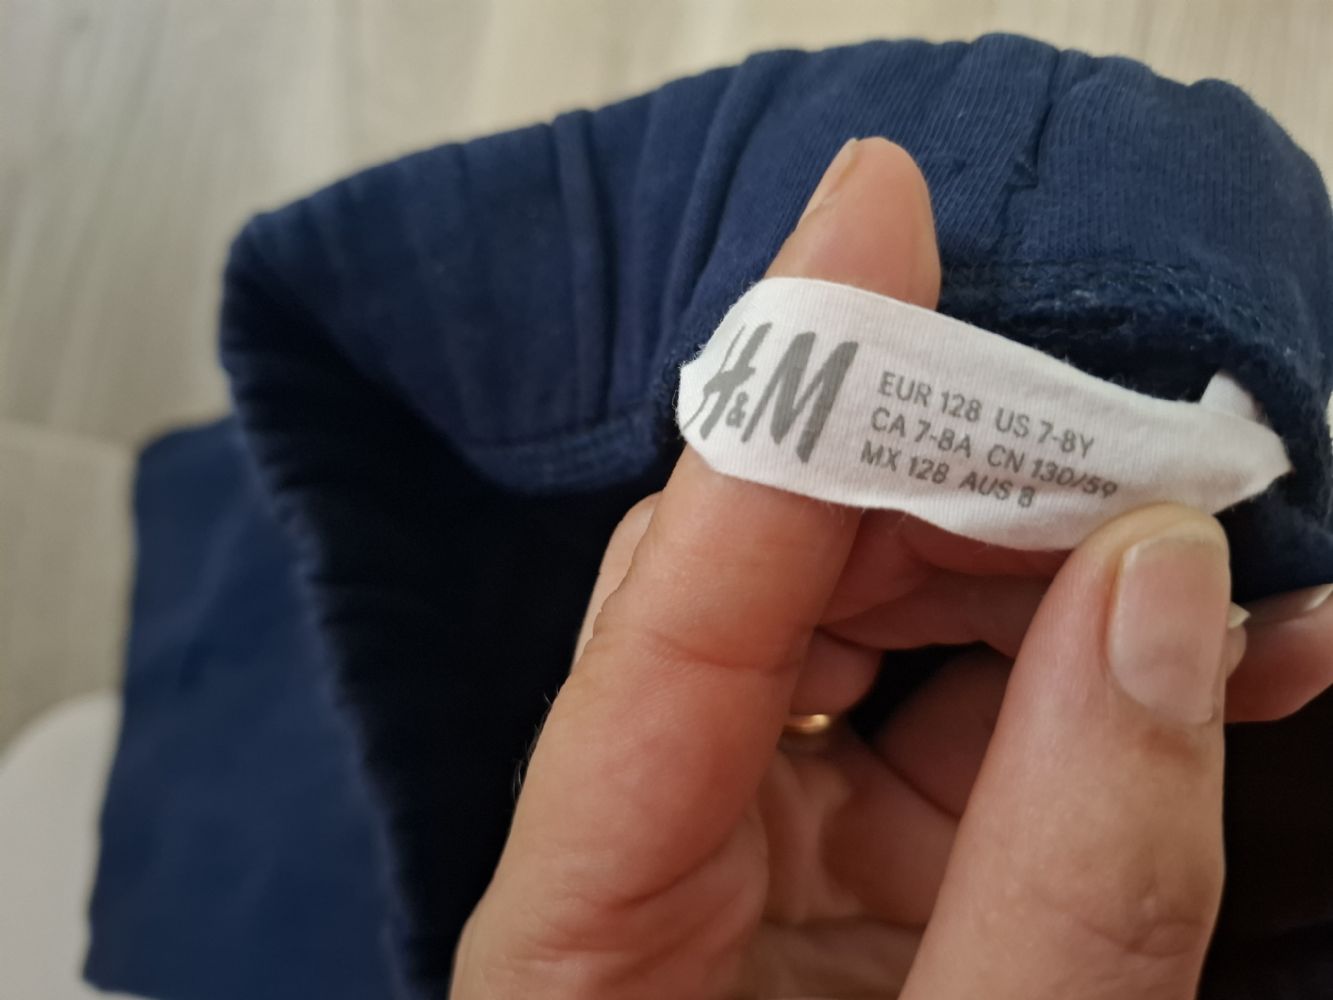 H&M
EUR 128 US 7-8Y
CA 7-8A CN 130/59
MX 128 AUS 8